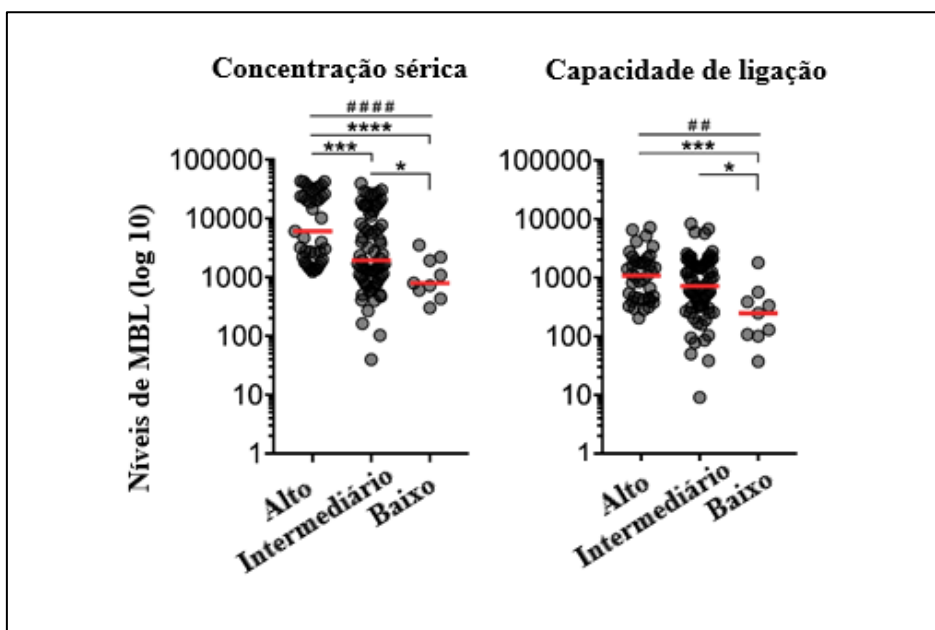 Concentração sérica
####
****
***
*
100000
10000
1000
100
10
1
Alto
Intermediário
Baixo
Capacidade de ligação
##
***
*
100000
10000
1000
100
10
1
Alto
Intermediário
Baixo
Níveis de MBL (log 10)